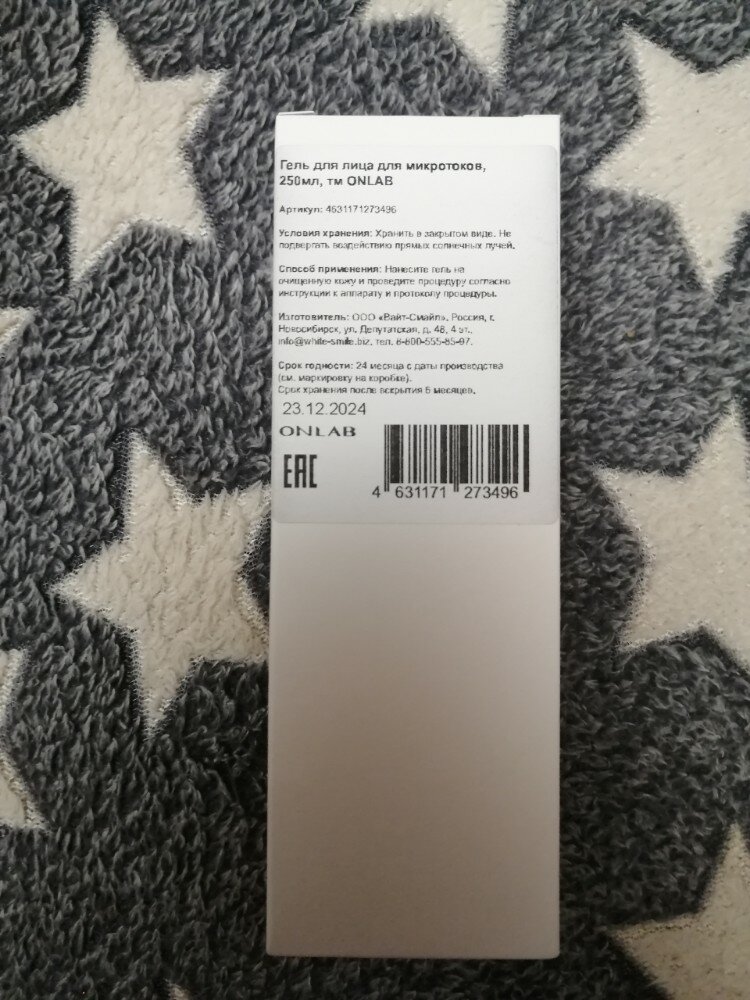 Гель для лица для микротоков,
250мл, тм ONLAB
Артикул: 4631171273496
Условия хранения: Хранить в закрытом виде. Не
подвергать воздействию прямых солнечных лучей.
Способ применения: Нанесите гель на
очищенную кожу и проведите процедуру согласно
инструкции к аппарату и протоколу процедуры.
Изготовитель: ООО «Вайт-Смайл». Россия, г.
Новосибирск, ул. Депутатская, д. 48, 4 эт.,
info@white-smile.biz, тел. 8-800-555-85-97.
Срок годности: 24 месяца с даты производства
(см. маркировку на коробке).
Срок хранения после вскрытия 6 месяцев.
23.12.2024
ONLAB
EAC
4 631171 273496